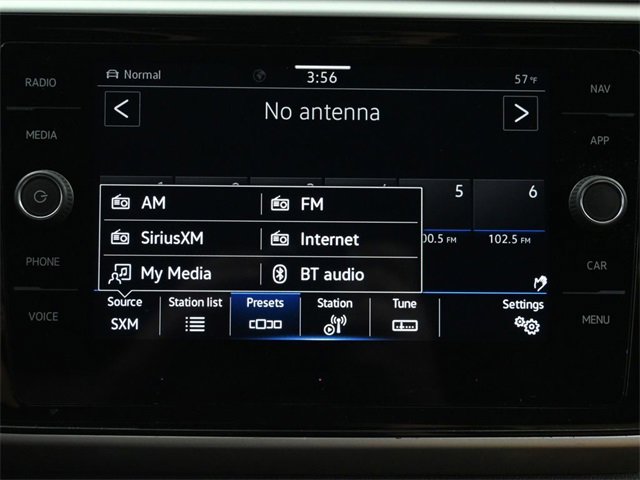 RADIO
MEDIA
PHONE
VOICE
Normal
3:56
57 °F
No antenna
5
6
AM
FM
SiriusXM
Internet
My Media
BT audio
00.5 FM
102.5 FM
Source
SXM
Station list
Presets
Station
Tune
Settings
NAV
APP
CAR
MENU